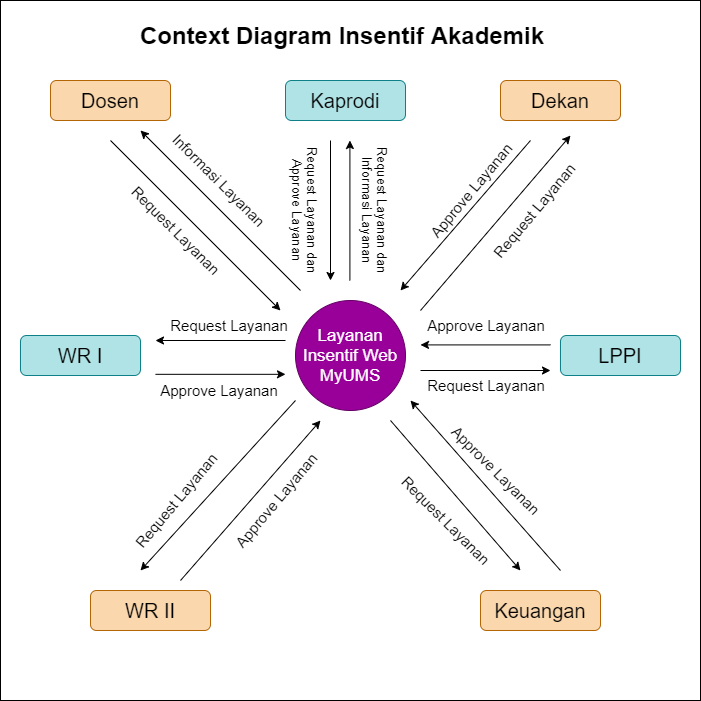 Context Diagram Insentif Akademik
Dosen
Kaprodi
Dekan
Informasi Layanan
Request Layanan
Request Layanan dan
Approve Layanan
Request Layanan dan
Informasi Layanan
Approve Layanan
Request Layanan
WR I
Request Layanan
Approve Layanan
Layanan
Insentif Web
MyUMS
Approve Layanan
Request Layanan
LPPI
Request Layanan
Approve Layanan
Approve Layanan
Request Layanan
WR II
Keuangan